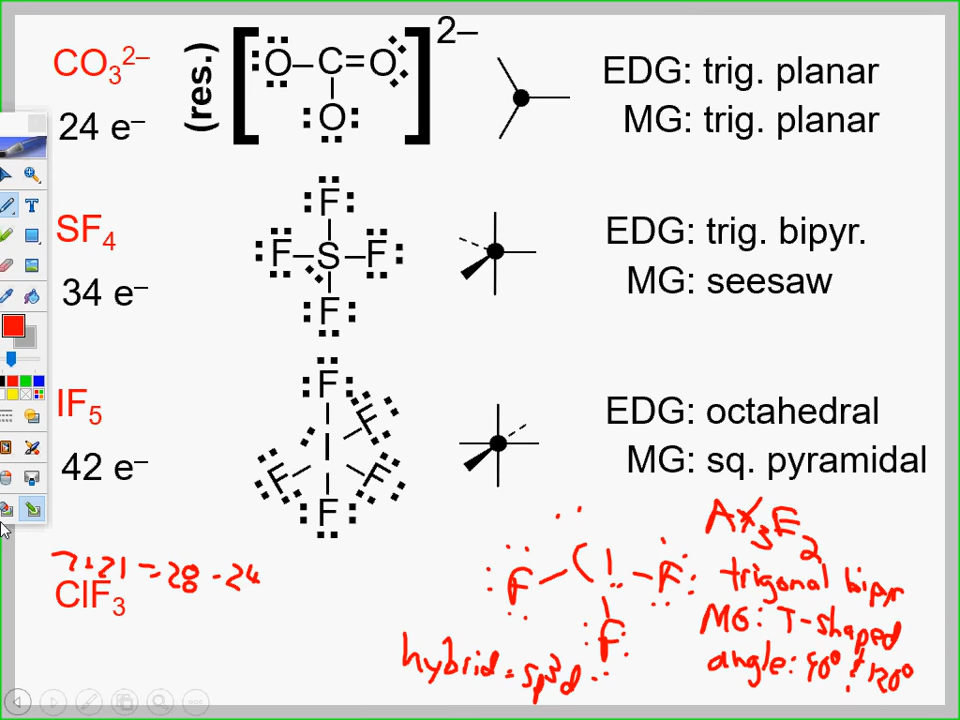 CO₃²⁻
24 e⁻
(res.)
[O–C=O
O]²⁻
EDG: trig. planar
MG: trig. planar
SF₄
34 e⁻
F
F–S–F
F
EDG: trig. bipyr.
MG: seesaw
IF₅
42 e⁻
F
F
I
F F
F
EDG: octahedral
MG: sq. pyramidal
7+21=28-24
ClF₃
F–Cl–F
F
hybrid = sp³d
AX₃E₂
trigonal bipyr
MG: T-shaped
angle: 90° & 120°